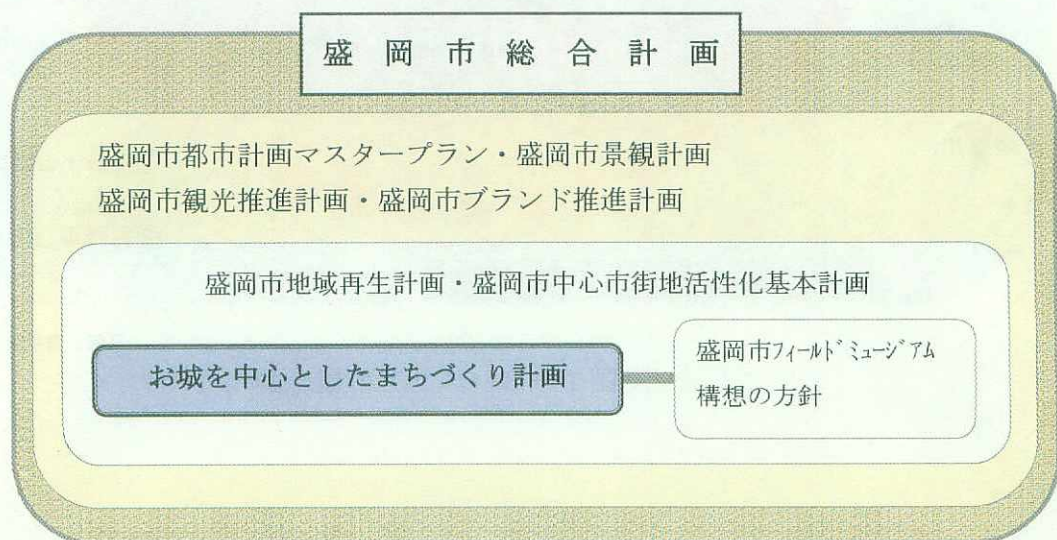 盛岡市総合計画
盛岡市都市計画マスタープラン・盛岡市景観計画
盛岡市観光推進計画・盛岡市ブランド推進計画
盛岡市地域再生計画・盛岡市中心市街地活性化基本計画
お城を中心としたまちづくり計画
盛岡市ﾌｨｰﾙﾄﾞﾐｭｰｼﾞｱﾑ
構想の方針